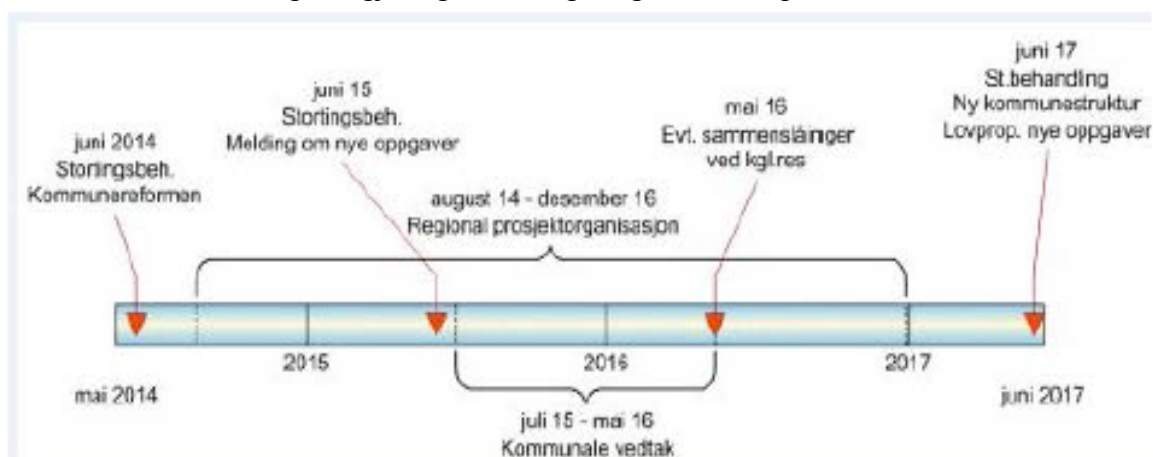 juni 2014
Stortingsbeh.
Kommunereformen
juni 15
Stortingsbeh.
Melding om nye oppgaver
august 14 - desember 16
Regional prosjektorganisasjon
mai 16
Evt. sammenslåinger
ved kgl.res
juni 17
St.behandling
Ny kommunestruktur
Lovprop. nye oppgaver
2015
2016
2017
mai 2014
juni 2017
juli 15 - mai 16
Kommunale vedtak